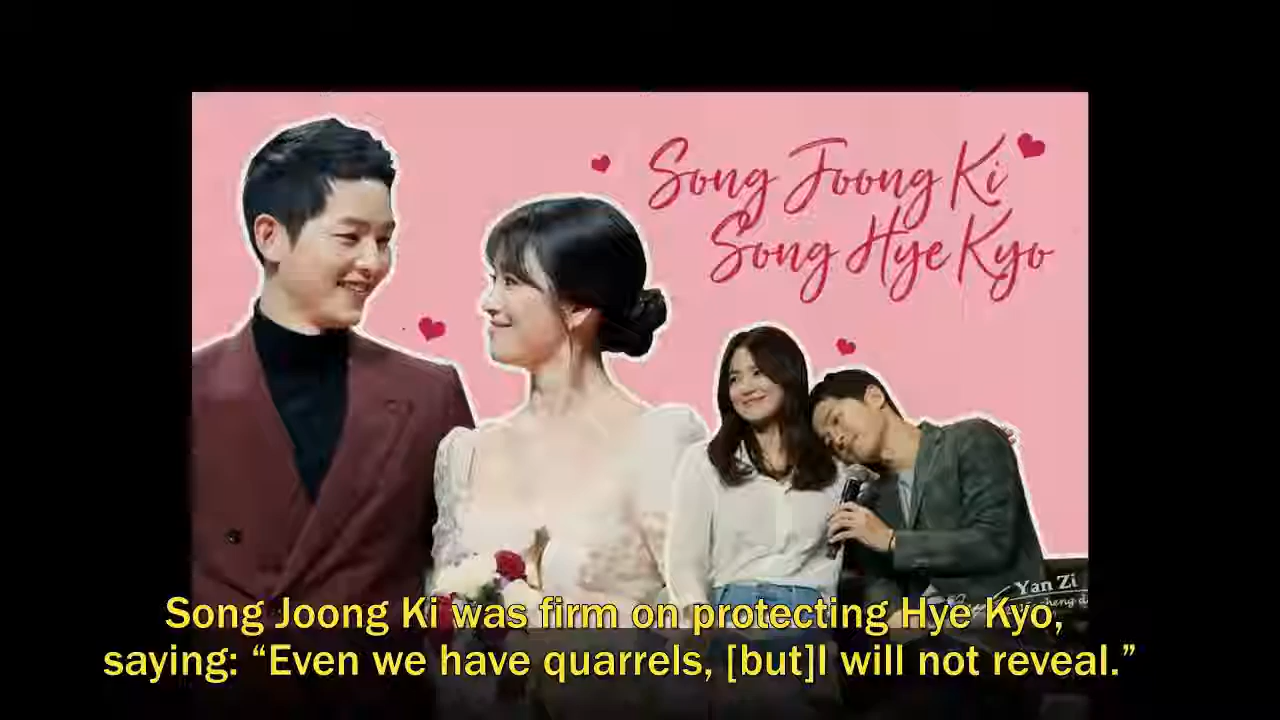 Song Joong Ki
Song Hye Kyo
Yan Zi
Song Joong Ki was firm on protecting Hye Kyo,
saying: “Even we have quarrels, [but]I will not reveal.”